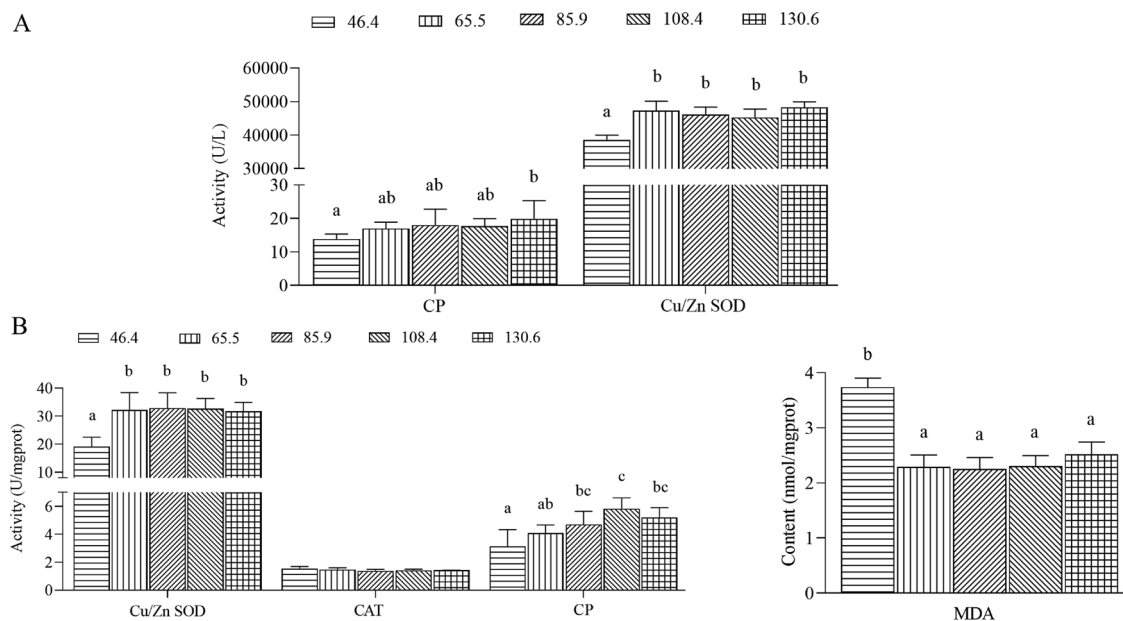 A
46.4 65.5 85.9 108.4 130.6
Activity (U/L)
60000
50000
40000
30000
30
20
10
0
a ab ab ab b
a b b b b
CP Cu/Zn SOD
B
46.4 65.5 85.9 108.4 130.6
Activity (U/mgprot)
40
30
20
10
6
4
2
0
a b b b b
a ab bc c bc
Cu/Zn SOD CAT CP
Content (nmol/mgprot)
4
3
2
1
0
b a a a a
MDA